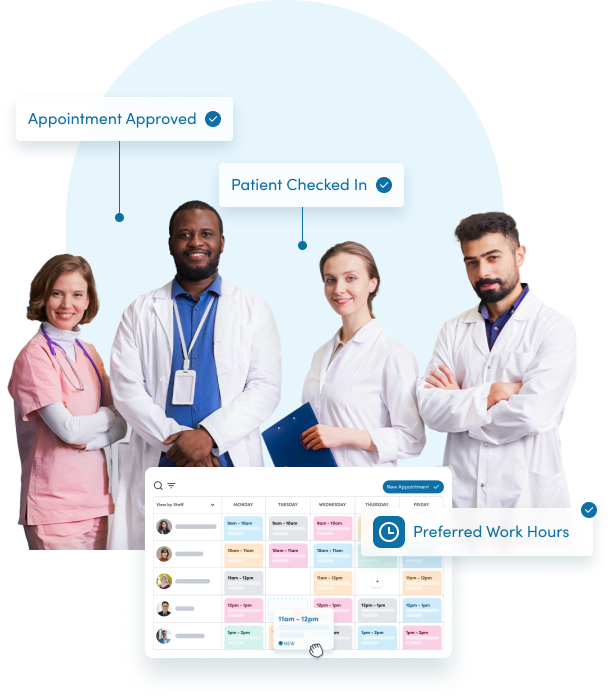 Appointment Approved
Patient Checked In
New Appointment
View by Staff
MONDAY TUESDAY WEDNESDAY THURSDAY FRIDAY
9am - 10am 9am - 10am 9am - 10am
Preferred Work Hours
10am - 11am 10am - 11am 10am - 11am 10am - 11am
11am - 12pm 11am - 12pm 11am - 12pm
12pm - 1pm 12pm - 1pm 12pm - 1pm 12pm - 1pm
11am - 12pm
1pm - 2pm 1pm - 2pm 1pm - 2pm
NEW